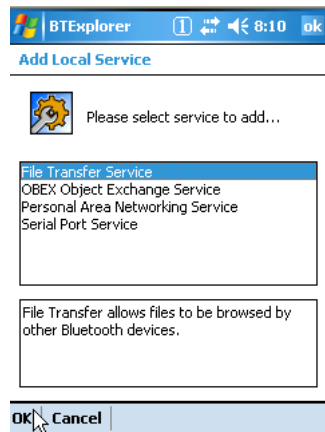 BTExplorer 8:10 ok
Add Local Service
Please select service to add...
File Transfer Service
OBEX Object Exchange Service
Personal Area Networking Service
Serial Port Service
File Transfer allows files to be browsed by
other Bluetooth devices.
OK Cancel